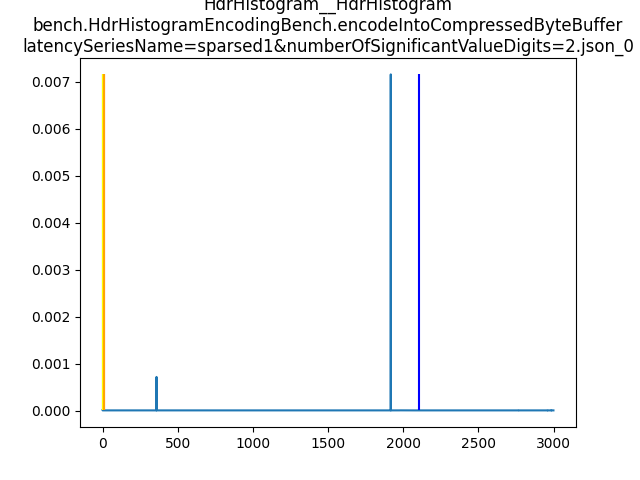 HdrHistogram__HdrHistogram
bench.HdrHistogramEncodingBench.encodeIntoCompressedByteBuffer
latencySeriesName=sparsed1&numberOfSignificantValueDigits=2.json_0
0.007
0.006
0.005
0.004
0.003
0.002
0.001
0.000
0 500 1000 1500 2000 2500 3000